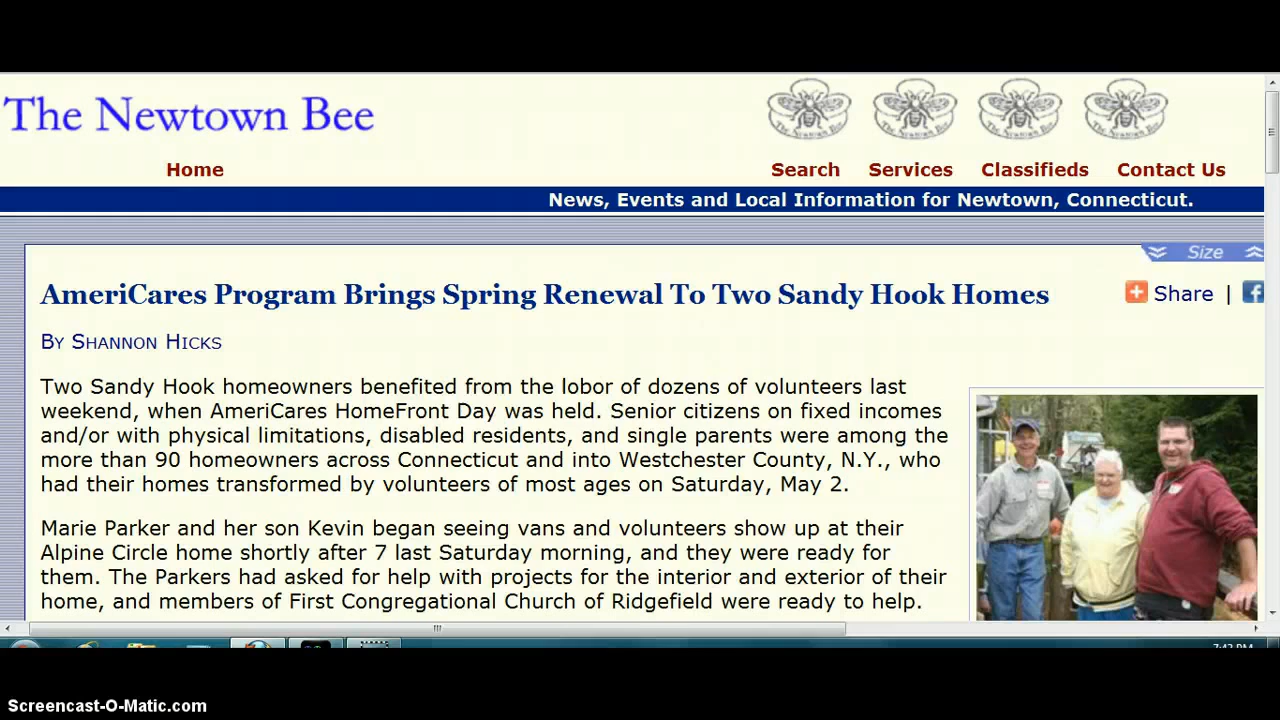 The Newtown Bee
Home
Search Services Classifieds Contact Us
News, Events and Local Information for Newtown, Connecticut.
Size
AmeriCares Program Brings Spring Renewal To Two Sandy Hook Homes
Share |
By Shannon Hicks
Two Sandy Hook homeowners benefited from the lobor of dozens of volunteers last
weekend, when AmeriCares HomeFront Day was held. Senior citizens on fixed incomes
and/or with physical limitations, disabled residents, and single parents were among the
more than 90 homeowners across Connecticut and into Westchester County, N.Y., who
had their homes transformed by volunteers of most ages on Saturday, May 2.
Marie Parker and her son Kevin began seeing vans and volunteers show up at their
Alpine Circle home shortly after 7 last Saturday morning, and they were ready for
them. The Parkers had asked for help with projects for the interior and exterior of their
home, and members of First Congregational Church of Ridgefield were ready to help.
Screencast-O-Matic.com